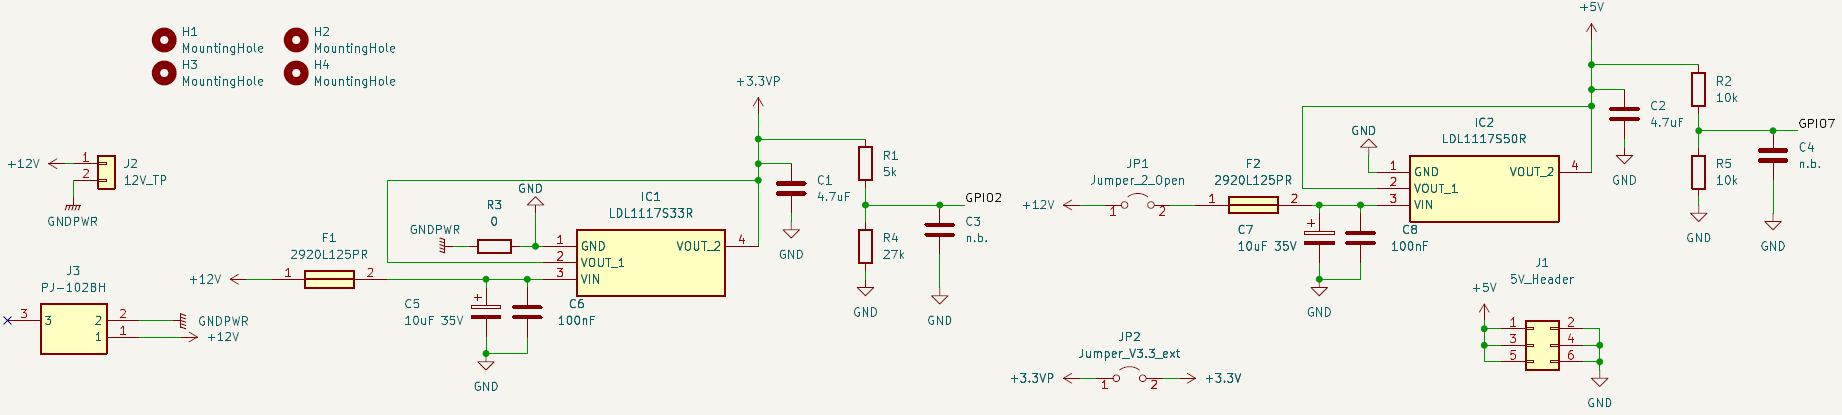 H1
MountingHole
H2
MountingHole
H3
MountingHole
H4
MountingHole
+12V
1
2
J2
12V_TP
GNDPWR
J3
PJ-102BH
3
3
2
1
2
1
GNDPWR
+12V
+12V
1
F1
2920L125PR
2
GNDPWR
R3
0
GND
C5
10uF 35V
C6
100nF
GND
IC1
LDL1117S33R
1
2
3
GND
VOUT_1
VIN
VOUT_2
4
+3.3VP
C1
4.7uF
GND
R1
5k
R4
27k
GND
GPIO2
C3
n.b.
GND
+12V
JP1
Jumper_2_Open
1
2
1
F2
2920L125PR
2
C7
10uF 35V
C8
100nF
GND
GND
IC2
LDL1117S50R
1
2
3
GND
VOUT_1
VIN
VOUT_2
4
+5V
C2
4.7uF
GND
R2
10k
R5
10k
GND
GPIO7
C4
n.b.
GND
JP2
Jumper_V3.3_ext
+3.3VP
1
2
+3.3V
J1
5V_Header
+5V
1
3
5
2
4
6
GND